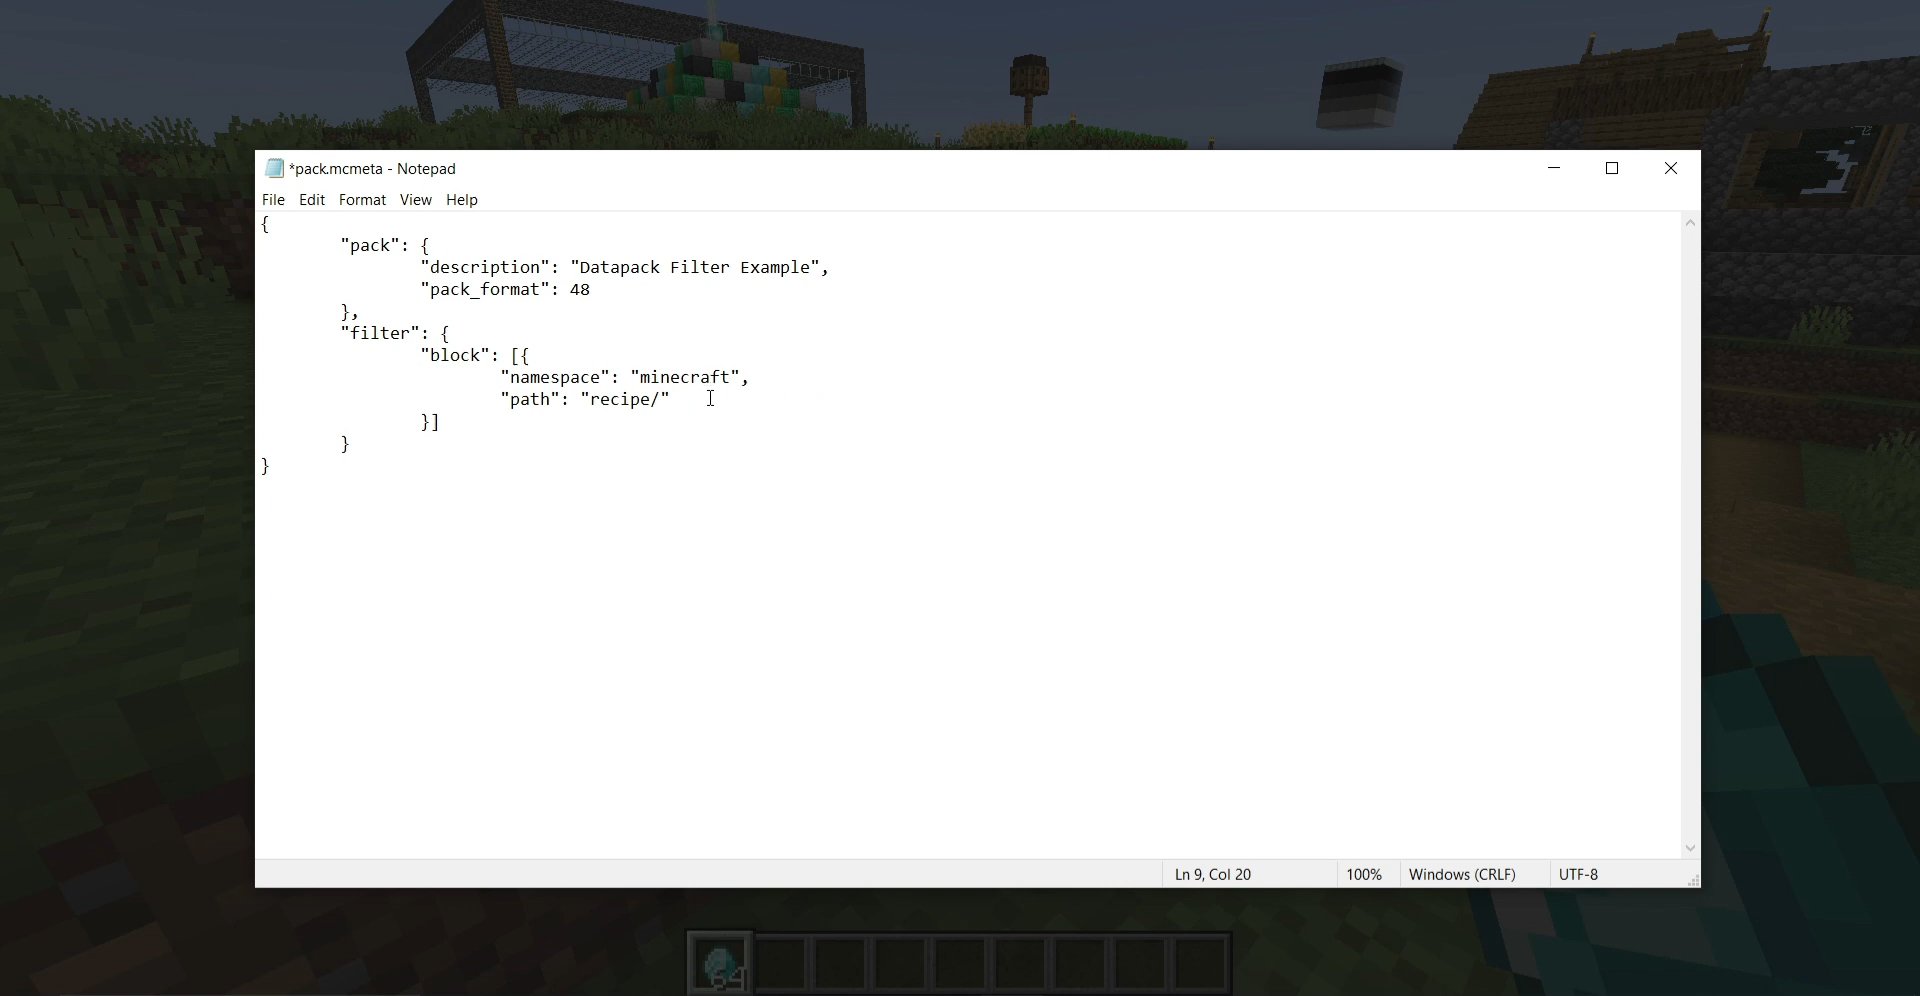 *pack.mcmeta - Notepad
File Edit Format View Help
{
"pack": {
"description": "Datapack Filter Example",
"pack_format": 48
},
"filter": {
"block": [{
"namespace": "minecraft",
"path": "recipe/"
}]
}
}
Ln 9, Col 20 100% Windows (CRLF) UTF-8